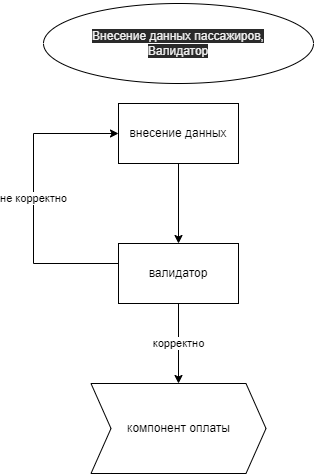 Внесение данных пассажиров,
Валидатор
внесение данных
не корректно
валидатор
корректно
компонент оплаты